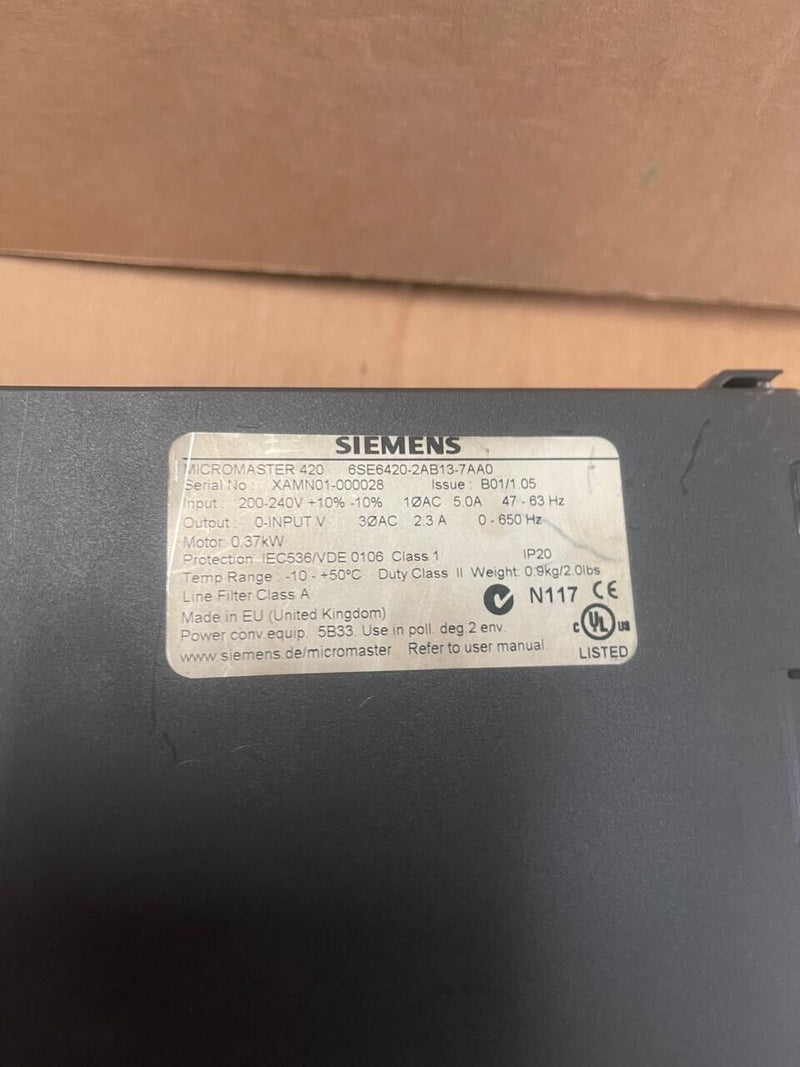 SIEMENS
MICROMASTER 420 6SE6420-2AB13-7AA0
Serial No : XAMN01-000028 Issue : B01/1.05
Input : 200-240V +10% -10% 1ØAC 5.0A 47 - 63 Hz
Output : 0-INPUT V 3ØAC 2.3 A 0 - 650 Hz
Motor 0.37kW
Protection IEC536/VDE 0106 Class 1 IP20
Temp Range : -10 - +50°C Duty Class II Weight: 0.9kg/2.0lbs
Line Filter Class A
N117 CE
Made in EU (United Kingdom)
Power conv.equip. 5B33. Use in poll. deg.2 env.
C UL US
www.siemens.de/micromaster Refer to user manual.
LISTED